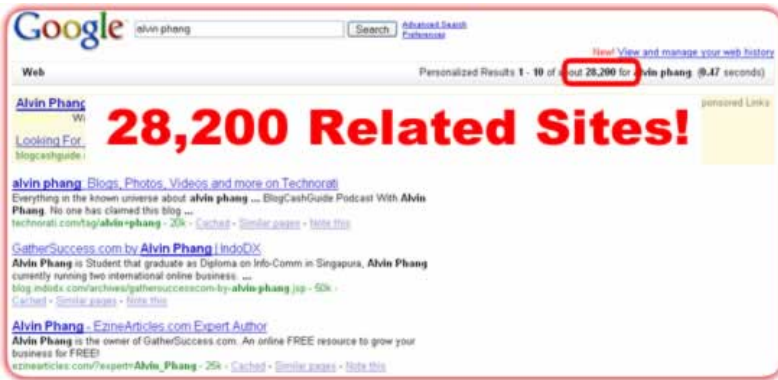 Google alvin phang Search Advanced Search
Preferences
New! View and manage your web history
Web Personalized Results 1 - 10 of about 28,200 for alvin phang. (0.47 seconds)
Alvin Phang
28,200 Related Sites!
Sponsored Links
Looking For
blogcashguide.
alvin phang: Blogs, Photos, Videos and more on Technorati
Everything in the known universe about alvin phang ... BlogCashGuide Podcast With Alvin
Phang. No one has claimed this blog ...
technorati.com/tag/alvin+phang - 20k - Cached - Similar pages - Note this
GatherSuccess.com by Alvin Phang | IndoDX
Alvin Phang is Student that graduate as Diploma on Info-Comm in Singapura, Alvin Phang
currently running two international online business. ...
blog.indodx.com/archives/gathersuccesscom-by-alvin-phang.jsp - 50k -
Cached - Similar pages - Note this
Alvin Phang - EzineArticles.com Expert Author
Alvin Phang is the owner of GatherSuccess.com. An online FREE resource to grow your
business for FREE!
ezinearticles.com/?expert=Alvin_Phang - 25k - Cached - Similar pages - Note this